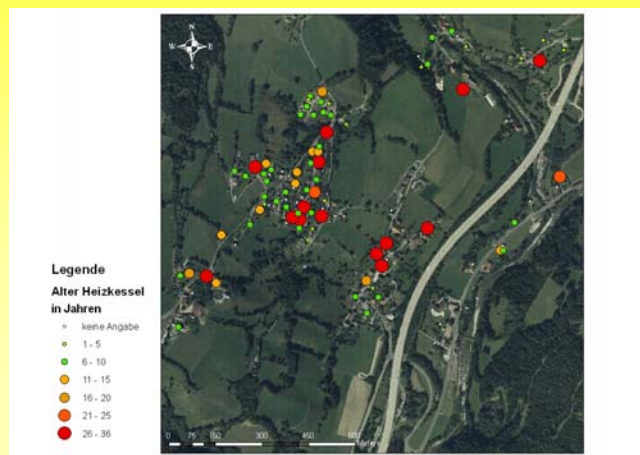 N
W E
S
Legende
Alter Heizkessel
in Jahren
keine Angabe
1 - 5
6 - 10
11 - 15
16 - 20
21 - 25
26 - 36
0 75 150 300 450 600